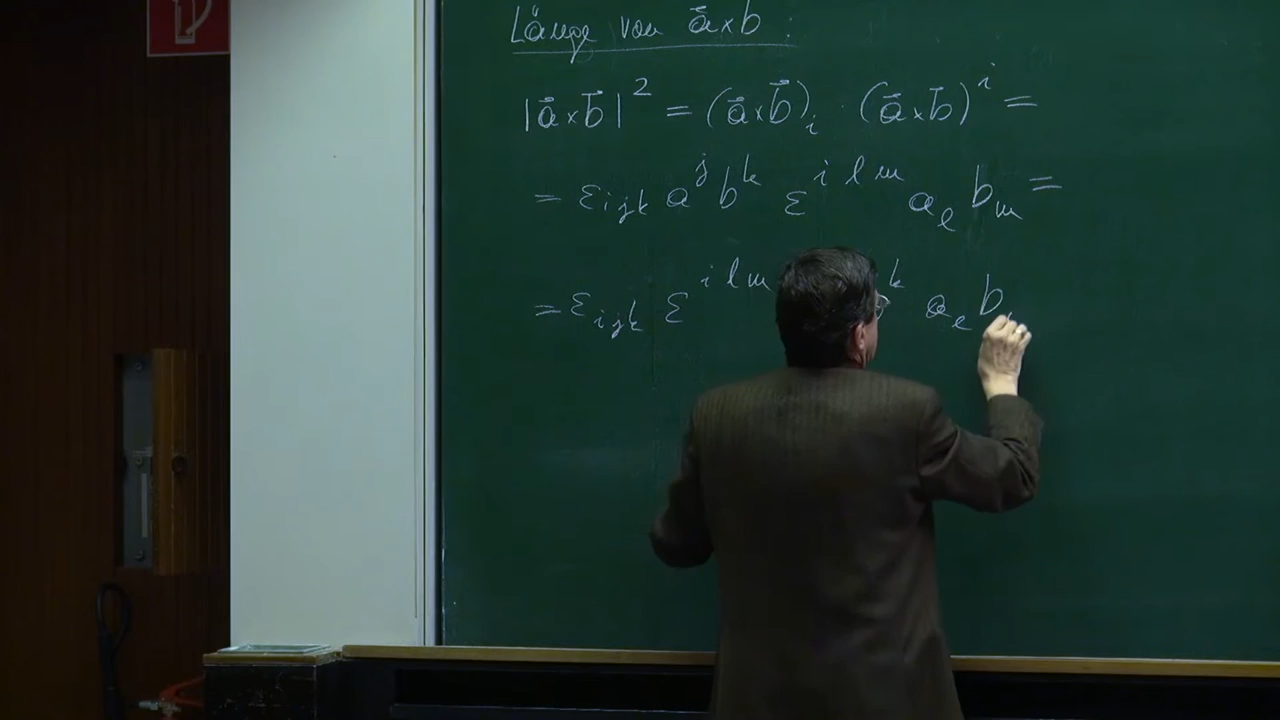 Länge von a⃗×b⃗ :
|a⃗×b⃗|² = (a⃗×b⃗)ᵢ · (a⃗×b⃗)ⁱ =
= εᵢⱼₖ aʲ bᵏ εⁱˡᵐ aₗ bₘ =
= εᵢⱼₖ εⁱˡᵐ ᵏ aₗ b